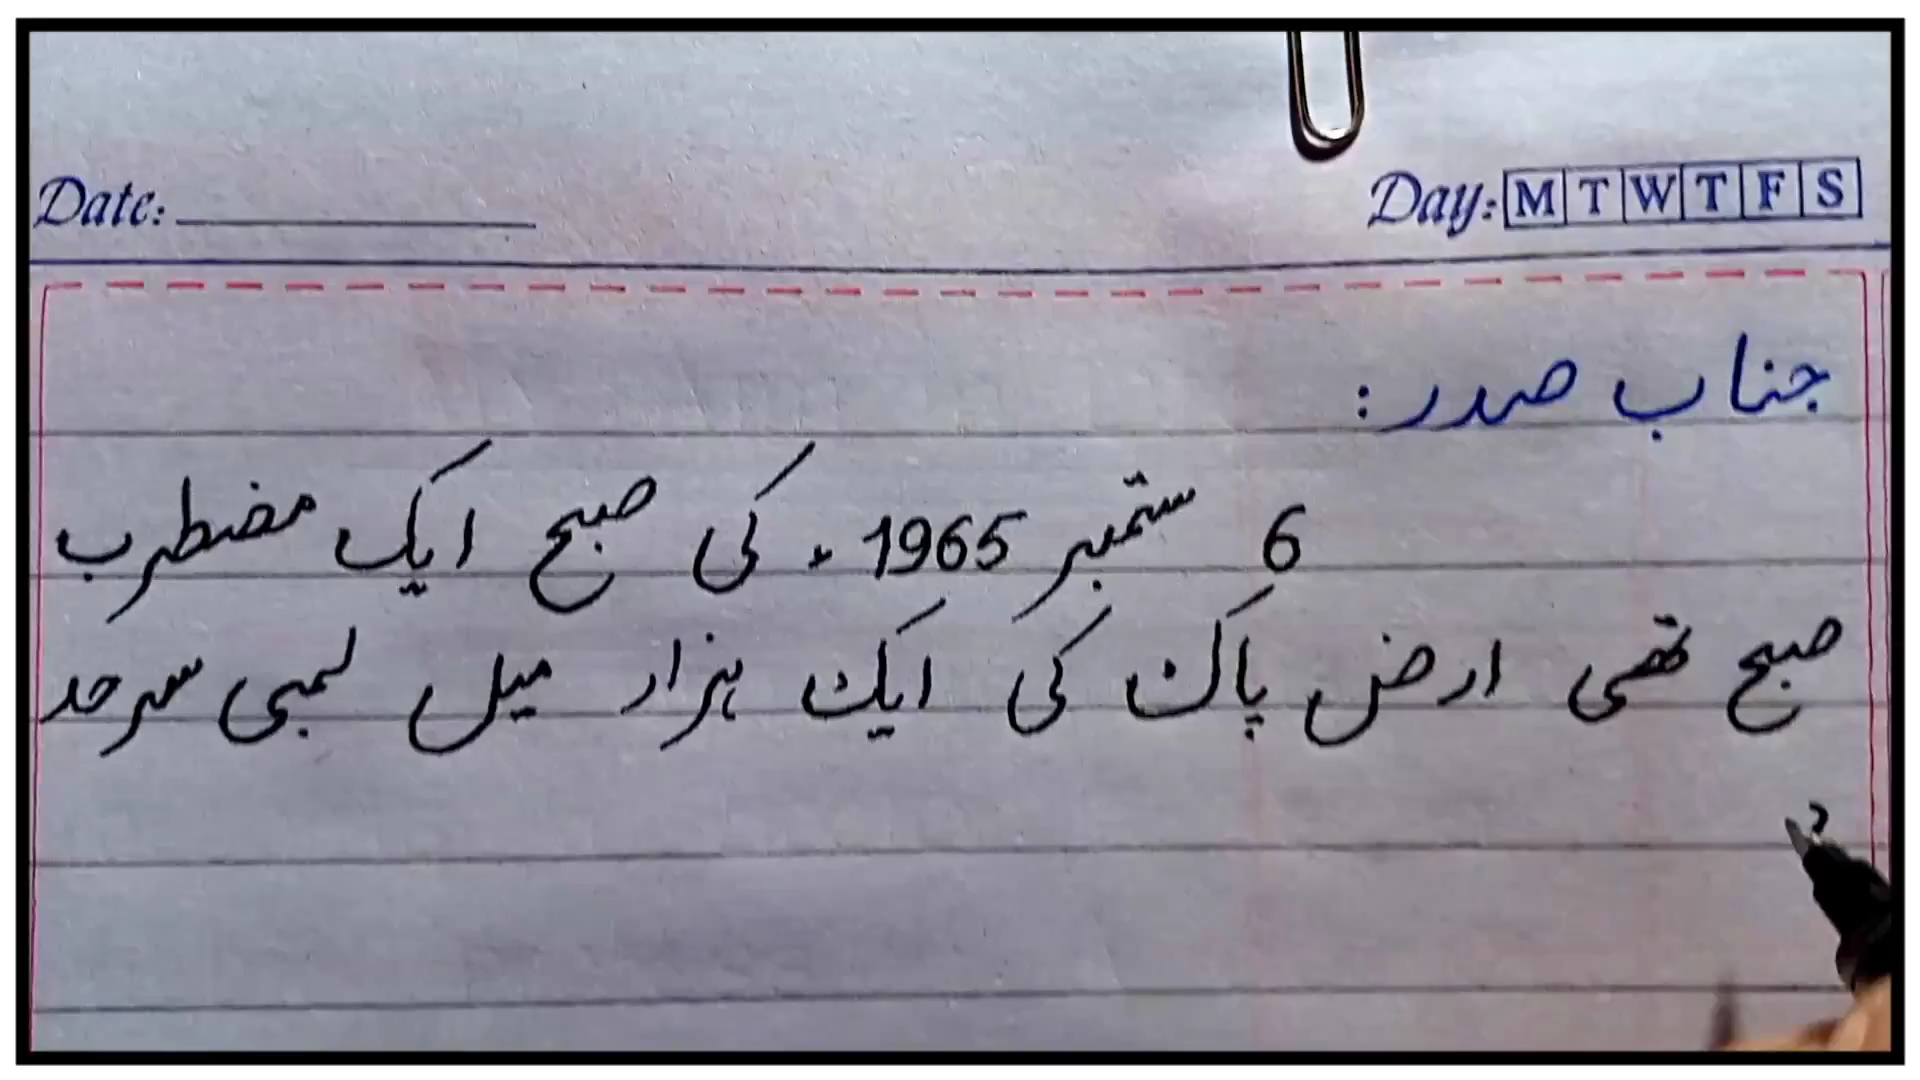 Date: Day: M T W T F S
جناب صدر:
6 ستمبر 1965ء کی صبح ایک مضطرب
صبح تھی ارض پاک کی ایک ہزار میل لمبی سرحد